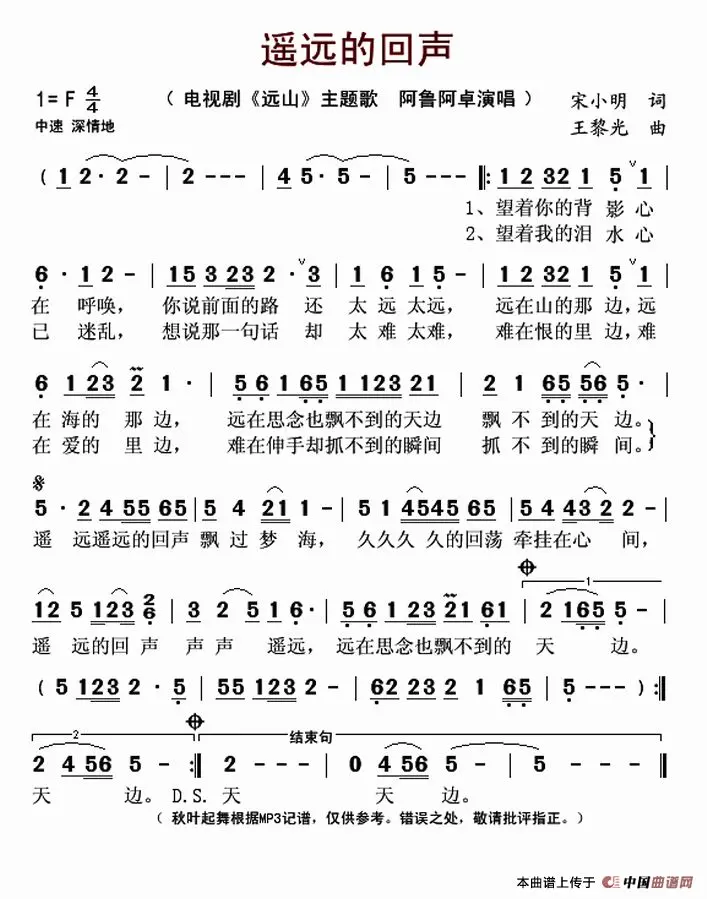 遥远的回声
1=F 4/4 （ 电视剧《远山》主题歌 阿鲁阿卓演唱 ） 宋小明 词
中速 深情地 王黎光 曲
( 1 2 · 2 - | 2 - - - | 4 5 · 5 - | 5 - - - ‖: 1 2 32 1 5 ∨ 1 |
1、望着你的背 影 心
2、望着我的泪 水 心
6 · 1 2 - | 15 3 23 2 · ∨ 3 | 1 6 1 5 - | 1 2 32 1 5 ∨ 1 |
在 呼唤， 你说前面的路 还 太 远 太远， 远在山的那 边，远
已 迷乱， 想说那一句话 却 太 难 太难， 难在恨的里 边，难
6 1 23 2 1 · | 5 6 1 65 1 123 21 | 2 1 65 56 5 · |
在 海的 那 边， 远在思念也飘不到的天边 飘 不 到的天边。
在 爱的 里 边， 难在伸手却抓不到的瞬间 抓 不 到的瞬 间。
5 · 2 4 55 65 | 5 4 21 1 - | 5 1 4545 65 | 5 4 43 2 2 - |
遥 远遥远的回声 飘 过 梦 海， 久久久 久的回荡 牵挂在心 间，
12 5 123 2/6 | 3 2 5 1 6 · | 5 6 1 23 21 61 | 1 2 165 5 - |
遥 远的回 声 声 声 遥远， 远在思念也飘不到的 天 边。
( 5 123 2 · 5 | 55 123 2 - | 62 23 2 1 65 | 5 - - - ) :‖
2 结束句
2 4 56 5 - :‖ 2 - - - | 0 4 56 5 - | 5 - - - ‖
天 边。 D.S. 天 天 边。
（ 秋叶起舞根据MP3记谱，仅供参考。错误之处，敬请批评指正。）
本曲谱上传于 中国曲谱网